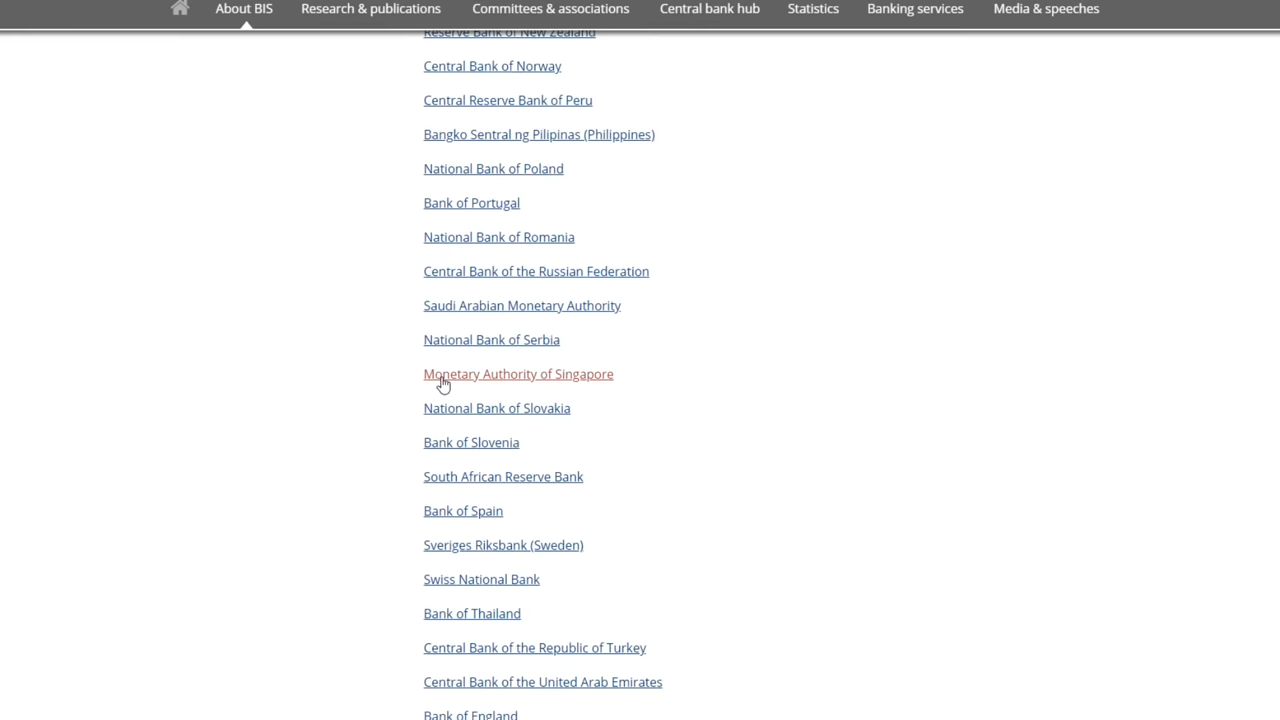 About BIS Research & publications Committees & associations Central bank hub Statistics Banking services Media & speeches
Reserve Bank of New Zealand
Central Bank of Norway
Central Reserve Bank of Peru
Bangko Sentral ng Pilipinas (Philippines)
National Bank of Poland
Bank of Portugal
National Bank of Romania
Central Bank of the Russian Federation
Saudi Arabian Monetary Authority
National Bank of Serbia
Monetary Authority of Singapore
National Bank of Slovakia
Bank of Slovenia
South African Reserve Bank
Bank of Spain
Sveriges Riksbank (Sweden)
Swiss National Bank
Bank of Thailand
Central Bank of the Republic of Turkey
Central Bank of the United Arab Emirates
Bank of England